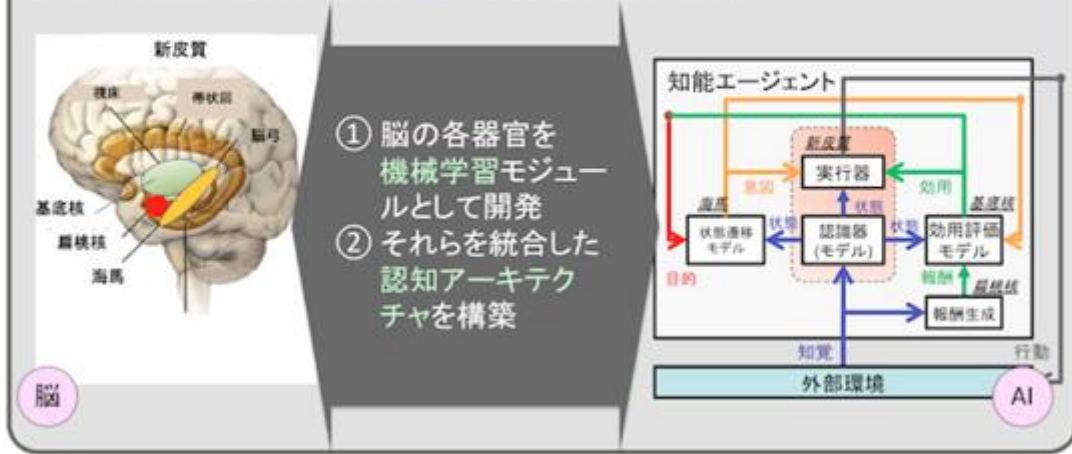 新皮質
視床
帯状回
脳弓
基底核
扁桃核
海馬
脳
① 脳の各器官を
機械学習モジュー
ルとして開発
② それらを統合した
認知アーキテク
チャを構築
知能エージェント
新皮質
実行器
意図
効用
海馬
状態
基底核
状態遷移
モデル
状態
認識器
(モデル)
状態
効用評価
モデル
目的
報酬
扁桃核
報酬生成
知覚
行動
外部環境
AI